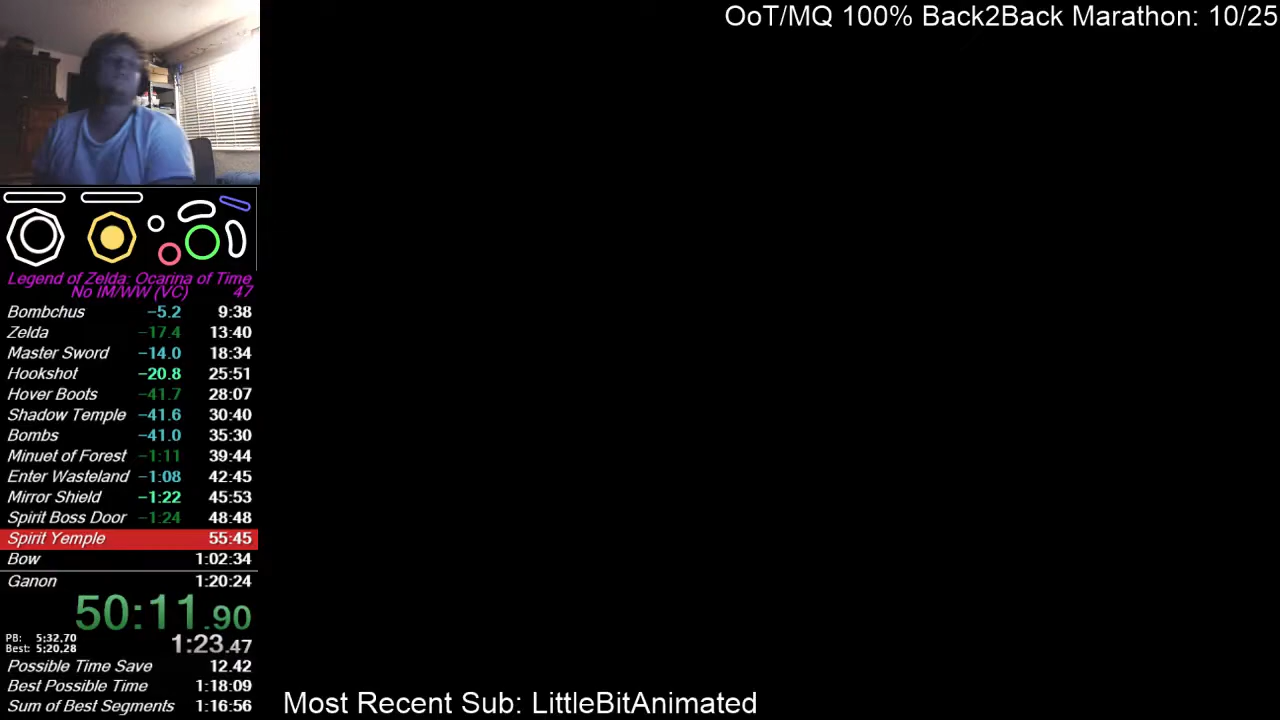 OoT/MQ 100% Back2Back Marathon: 10/25
Legend of Zelda: Ocarina of Time
No IM/WW (VC) 47
Bombchus -5.2 9:38
Zelda -17.4 13:40
Master Sword -14.0 18:34
Hookshot -20.8 25:51
Hover Boots -41.7 28:07
Shadow Temple -41.6 30:40
Bombs -41.0 35:30
Minuet of Forest -1:11 39:44
Enter Wasteland -1:08 42:45
Mirror Shield -1:22 45:53
Spirit Boss Door -1:24 48:48
Spirit Yemple 55:45
Bow 1:02:34
Ganon 1:20:24
50:11.90
PB: 5:32.70 1:23.47
Best: 5:20.28
Possible Time Save 12.42
Best Possible Time 1:18:09
Sum of Best Segments 1:16:56
Most Recent Sub: LittleBitAnimated